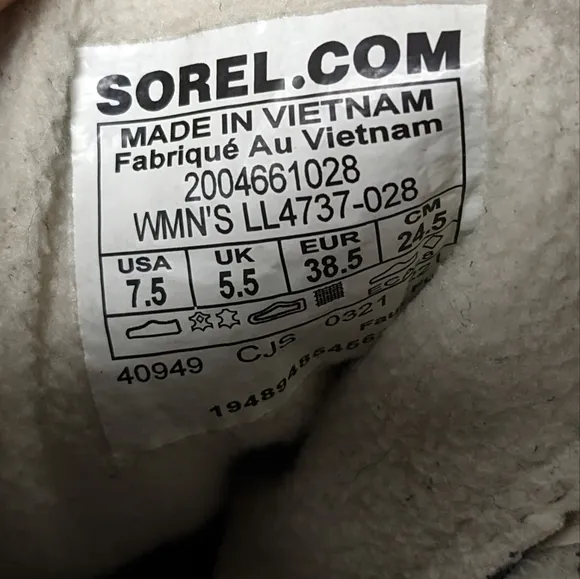 SOREL.COM
MADE IN VIETNAM
Fabriqué Au Vietnam
2004661028
WMN'S LL4737-028
USA UK EUR CM
7.5 5.5 38.5 24.5
40949 CJS 0321